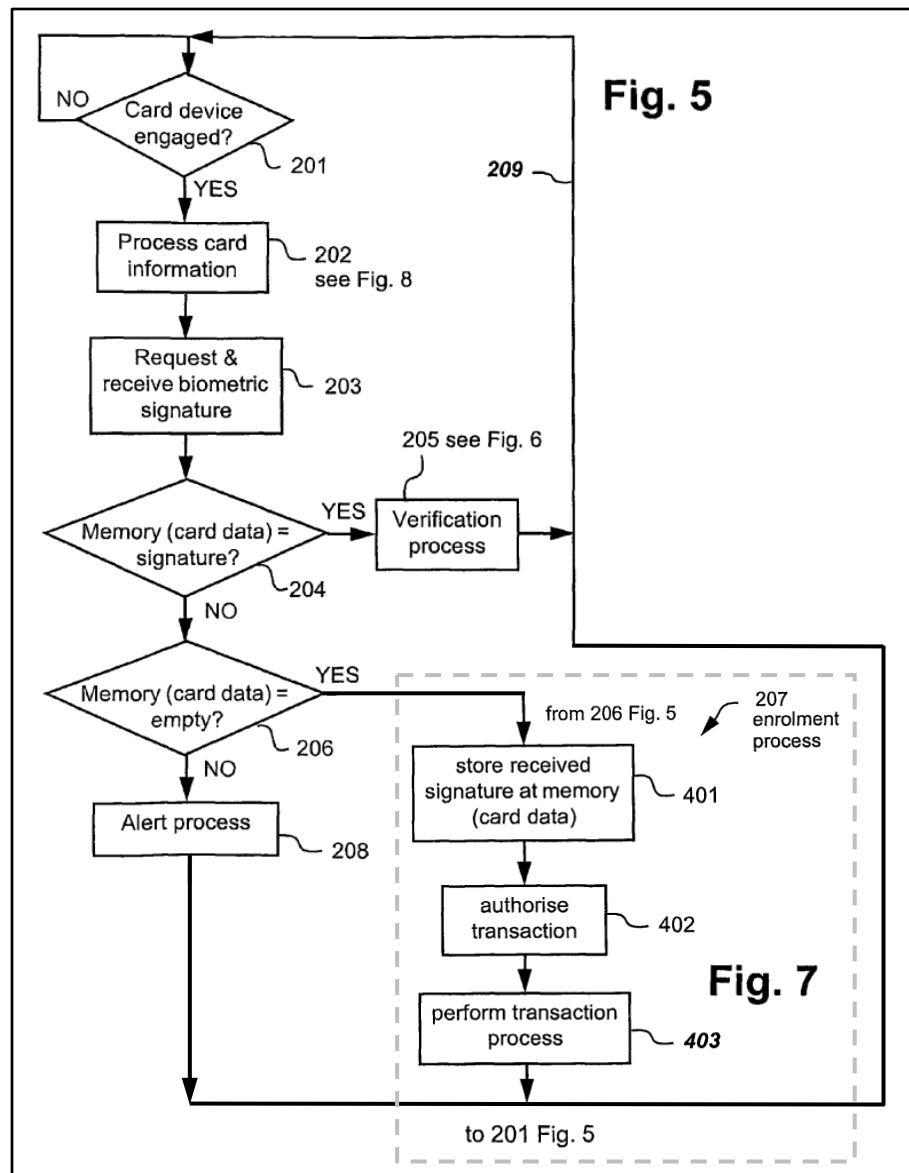 Fig. 5
NO
Card device
engaged?
201
209
YES
Process card
information
202
see Fig. 8
Request &
receive biometric
signature
203
205 see Fig. 6
Memory (card data) =
signature?
YES
Verification
process
204
NO
Memory (card data) =
empty?
YES
206
from 206 Fig. 5
207
enrolment
process
NO
store received
signature at memory
(card data)
401
Alert process
208
authorise
transaction
402
Fig. 7
perform transaction
process
403
to 201 Fig. 5